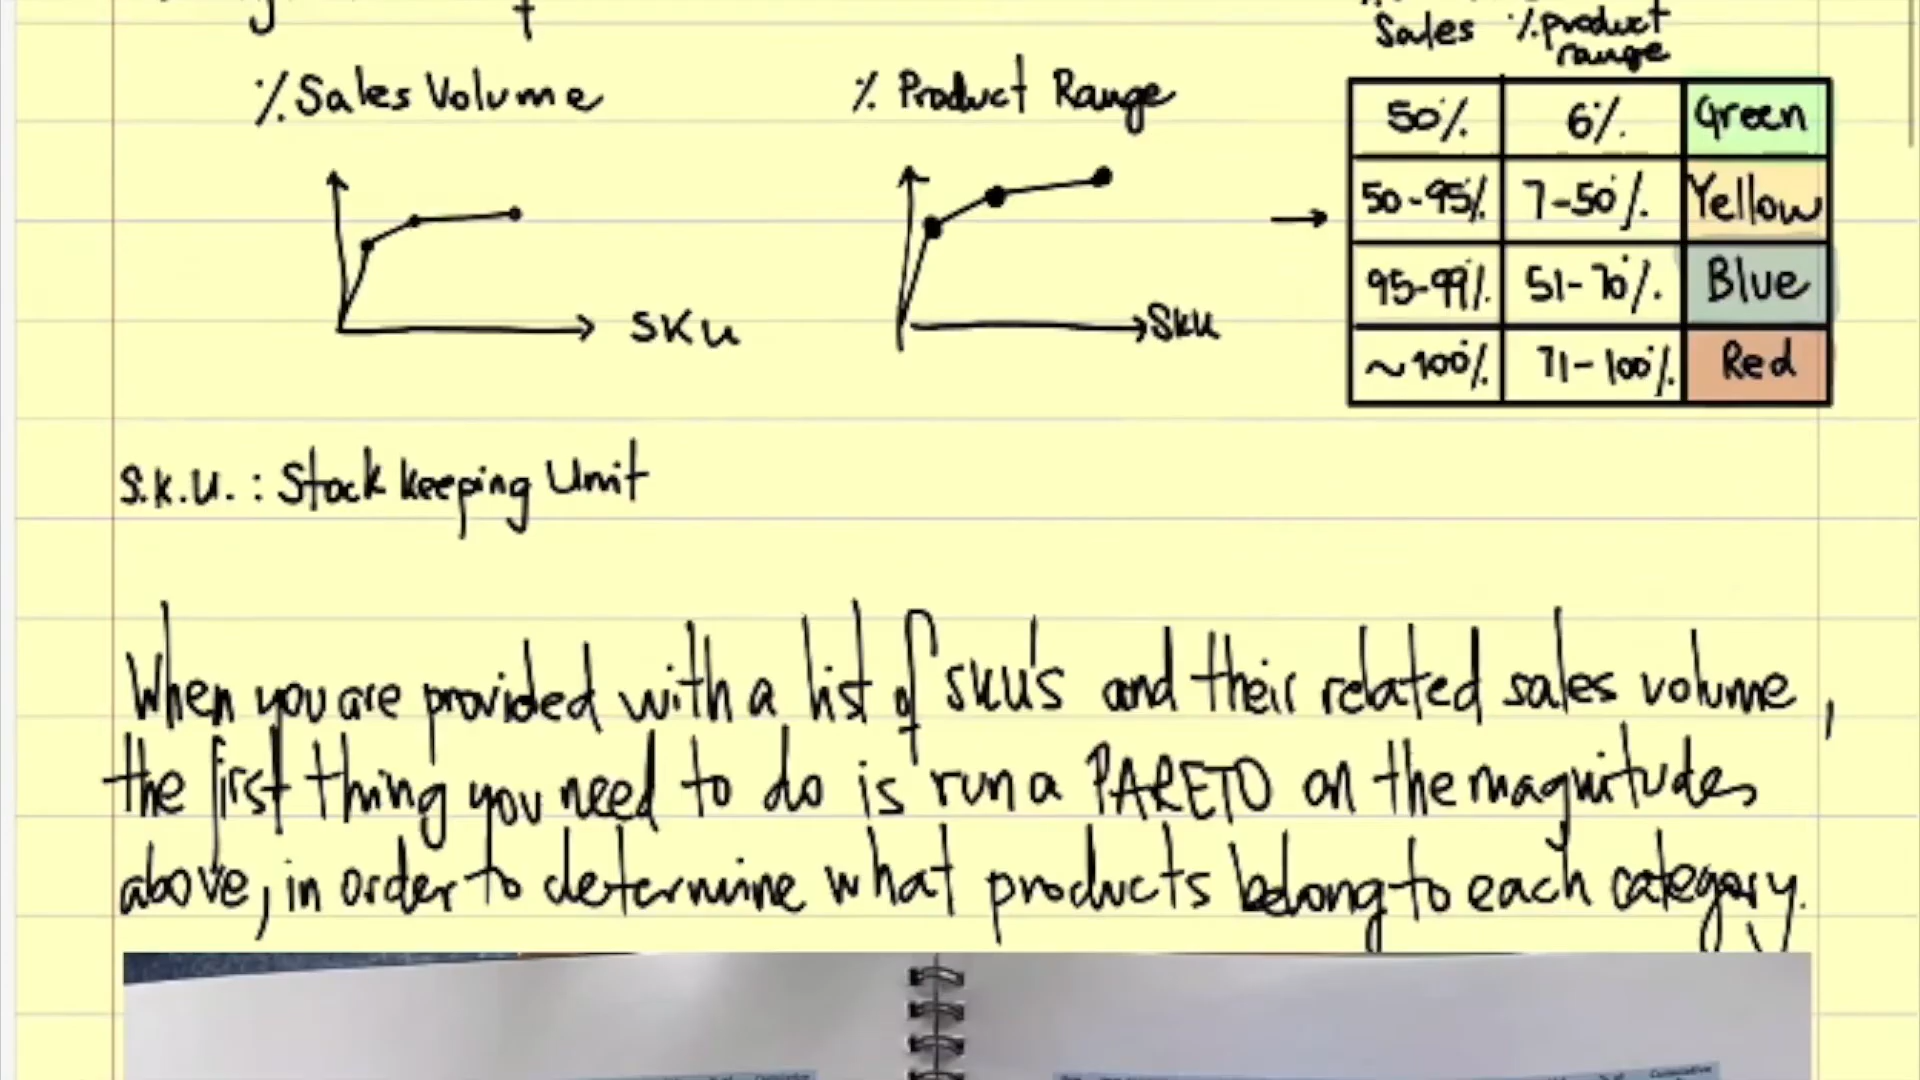 Sales % product
range
% Sales Volume
% Product Range
50% 6% Green
50-95% 7-50% Yellow
95-99% 51-70% Blue
~100% 71-100% Red
SKU
SKU
S.K.U. : Stock keeping Unit
When you are provided with a list of SKU's and their related sales volume,
the first thing you need to do is run a PARETO on the magnitudes
above, in order to determine what products belong to each category.
Cumulative